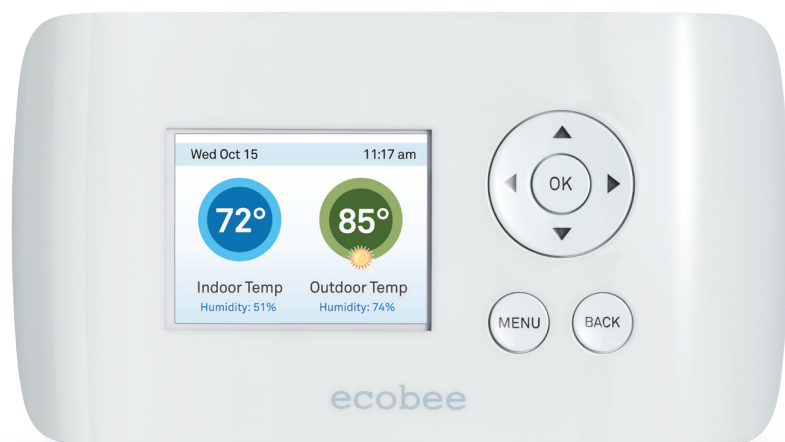 Wed Oct 15 11:17 am
72° 85°
Indoor Temp Outdoor Temp
Humidity: 51% Humidity: 74%
OK
MENU BACK
ecobee